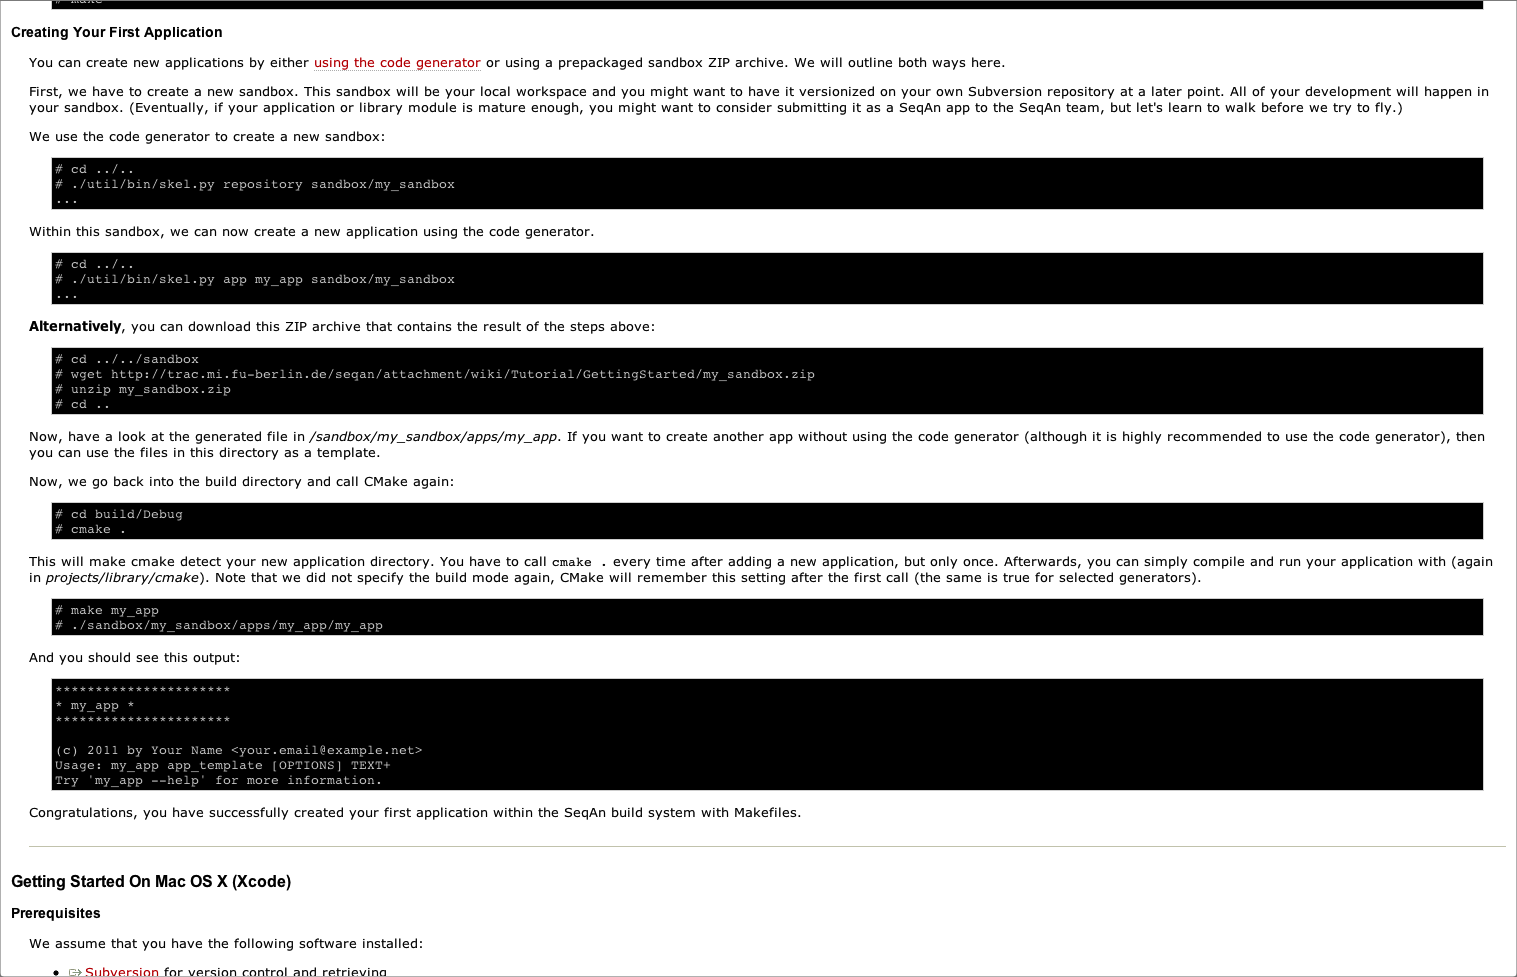 # make
Creating Your First Application
You can create new applications by either using the code generator or using a prepackaged sandbox ZIP archive. We will outline both ways here.
First, we have to create a new sandbox. This sandbox will be your local workspace and you might want to have it versionized on your own Subversion repository at a later point. All of your development will happen in
your sandbox. (Eventually, if your application or library module is mature enough, you might want to consider submitting it as a SeqAn app to the SeqAn team, but let's learn to walk before we try to fly.)
We use the code generator to create a new sandbox:
# cd ../..
# ./util/bin/skel.py repository sandbox/my_sandbox
...
Within this sandbox, we can now create a new application using the code generator.
# cd ../..
# ./util/bin/skel.py app my_app sandbox/my_sandbox
...
Alternatively, you can download this ZIP archive that contains the result of the steps above:
# cd ../../sandbox
# wget http://trac.mi.fu-berlin.de/seqan/attachment/wiki/Tutorial/GettingStarted/my_sandbox.zip
# unzip my_sandbox.zip
# cd ..
Now, have a look at the generated file in /sandbox/my_sandbox/apps/my_app. If you want to create another app without using the code generator (although it is highly recommended to use the code generator), then
you can use the files in this directory as a template.
Now, we go back into the build directory and call CMake again:
# cd build/Debug
# cmake .
This will make cmake detect your new application directory. You have to call cmake . every time after adding a new application, but only once. Afterwards, you can simply compile and run your application with (again
in projects/library/cmake). Note that we did not specify the build mode again, CMake will remember this setting after the first call (the same is true for selected generators).
# make my_app
# ./sandbox/my_sandbox/apps/my_app/my_app
And you should see this output:
**********************
* my_app *
**********************
(c) 2011 by Your Name <your.email@example.net>
Usage: my_app app_template [OPTIONS] TEXT+
Try 'my_app --help' for more information.
Congratulations, you have successfully created your first application within the SeqAn build system with Makefiles.
Getting Started On Mac OS X (Xcode)
Prerequisites
We assume that you have the following software installed:
• Subversion for version control and retrieving